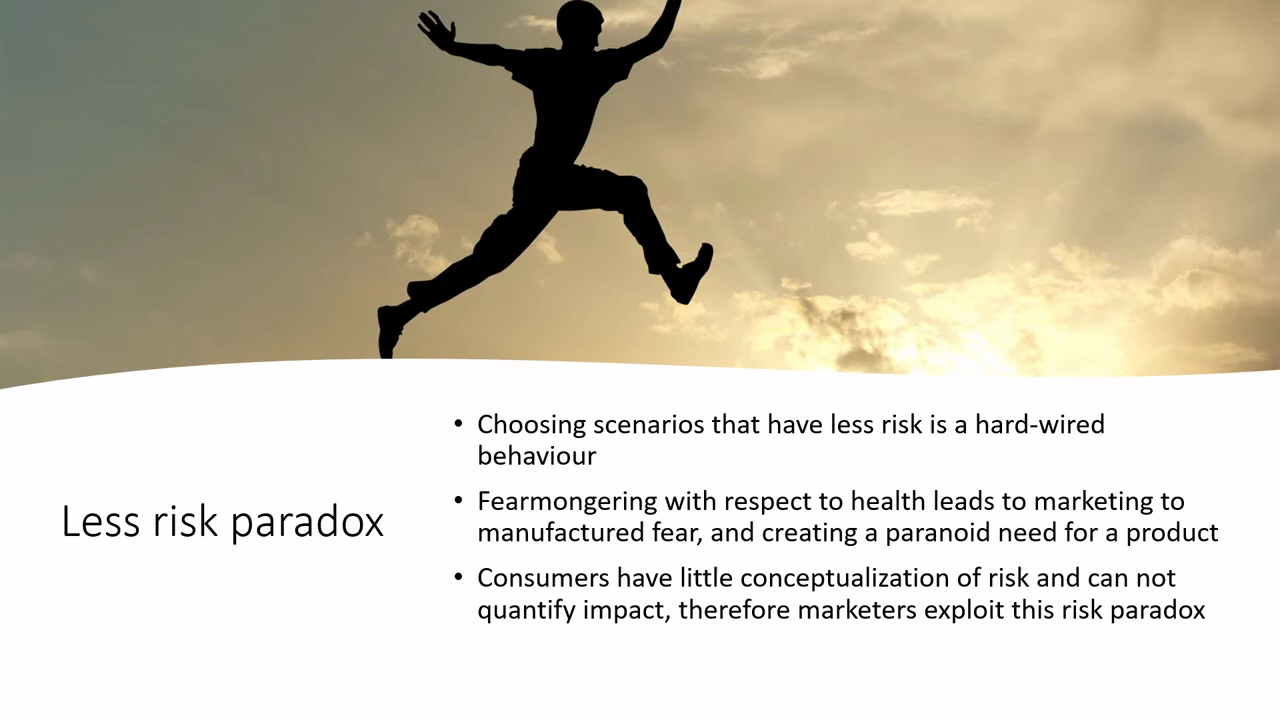 Less risk paradox
• Choosing scenarios that have less risk is a hard-wired
behaviour
• Fearmongering with respect to health leads to marketing to
manufactured fear, and creating a paranoid need for a product
• Consumers have little conceptualization of risk and can not
quantify impact, therefore marketers exploit this risk paradox